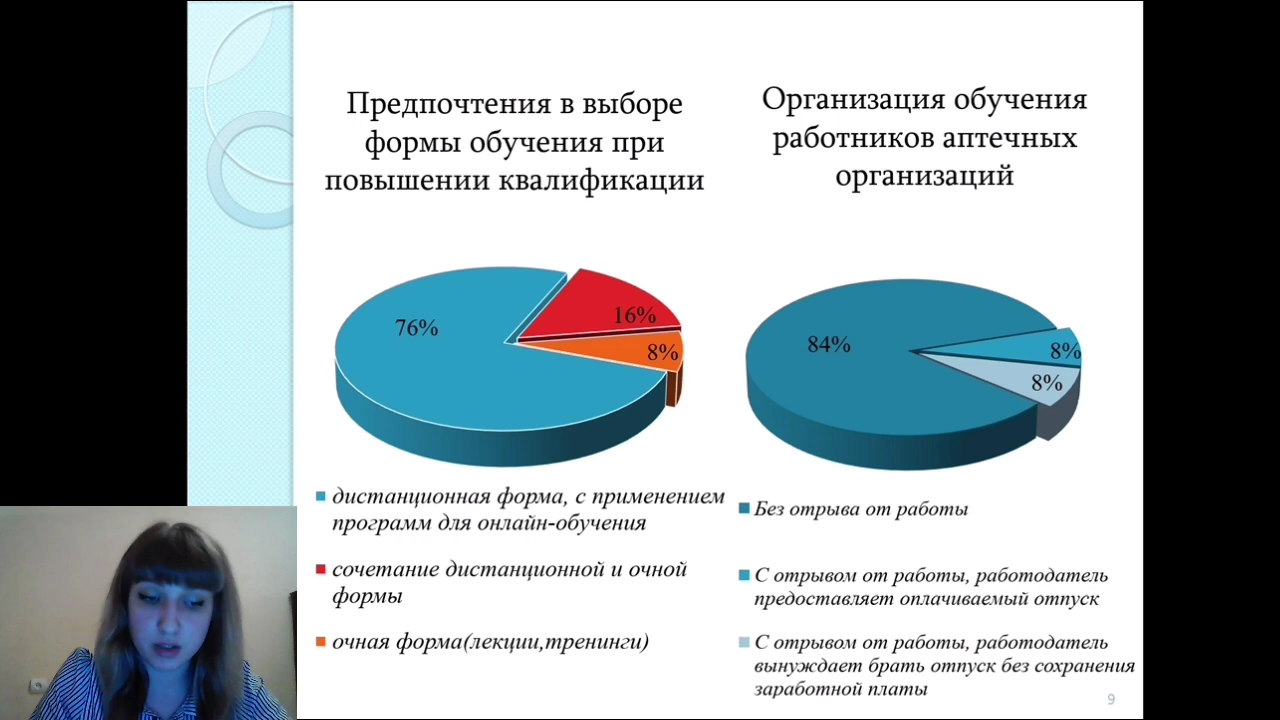 Предпочтения в выборе
формы обучения при
повышении квалификации
76%
16%
8%
дистанционная форма, с применением
программ для онлайн-обучения
сочетание дистанционной и очной
формы
очная форма(лекции,тренинги)
Организация обучения
работников аптечных
организаций
84%
8%
8%
Без отрыва от работы
С отрывом от работы, работодатель
предоставляет оплачиваемый отпуск
С отрывом от работы, работодатель
вынуждает брать отпуск без сохранения
заработной платы
9